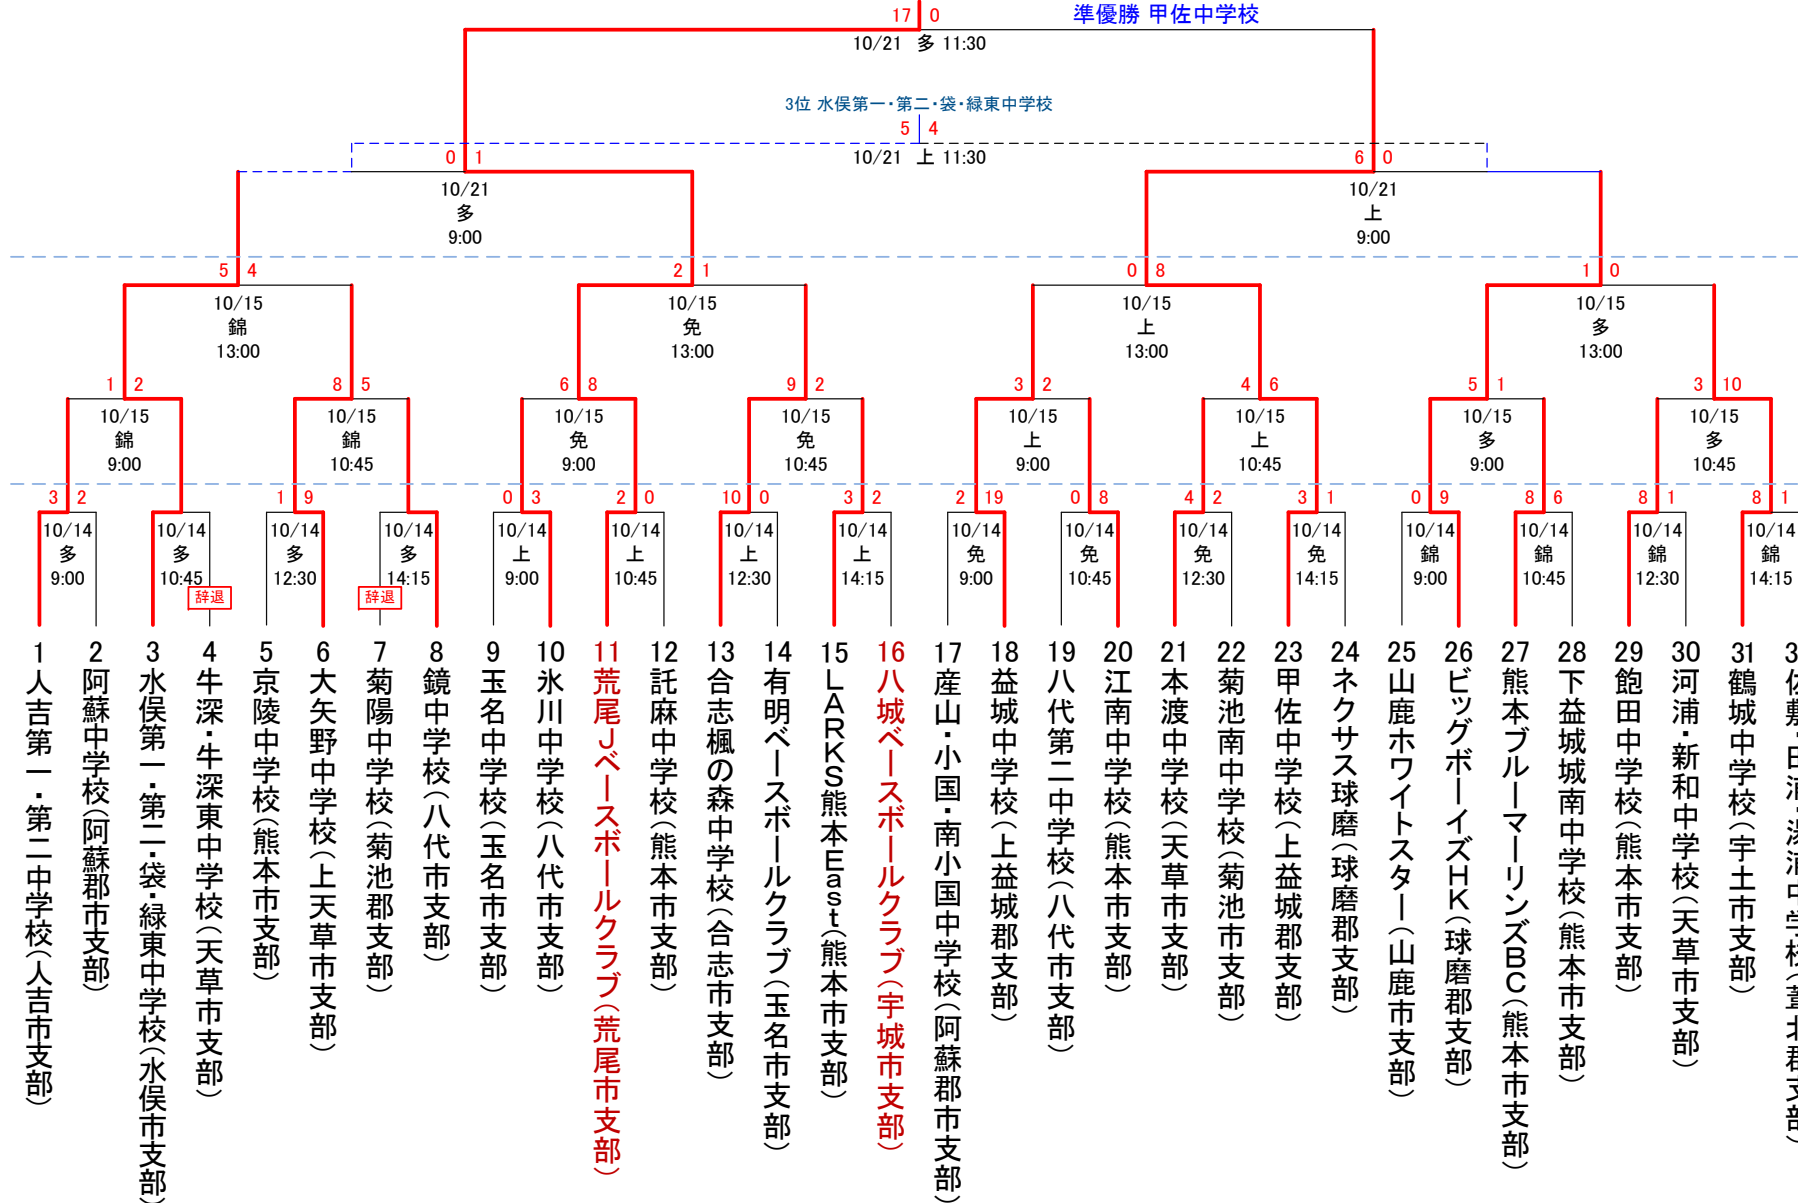 17 0
準優勝 甲佐中学校
10/21 多 11:30
3位 水俣第一・第二・袋・緑東中学校
5 4
10/21 上 11:30
0 1
6 0
10/21
多
9:00
10/21
上
9:00
5 4
2 1
0 8
1 0
10/15
錦
13:00
10/15
免
13:00
10/15
上
13:00
10/15
多
13:00
1 2
8 5
6 8
9 2
3 2
4 6
5 1
3 10
10/15
錦
9:00
10/15
錦
10:45
10/15
免
9:00
10/15
免
10:45
10/15
上
9:00
10/15
上
10:45
10/15
多
9:00
10/15
多
10:45
3 2
1 9
0 3
2 0
10 0
3 2
2 19
0 8
4 2
3 1
0 9
8 6
8 1
8 1
10/14
多
9:00
10/14
多
10:45
辞退
10/14
多
12:30
10/14
多
14:15
辞退
10/14
上
9:00
10/14
上
10:45
10/14
上
12:30
10/14
上
14:15
10/14
免
9:00
10/14
免
10:45
10/14
免
12:30
10/14
免
14:15
10/14
錦
9:00
10/14
錦
10:45
10/14
錦
12:30
10/14
錦
14:15
1 人吉第一・第二中学校(人吉市支部)
2 阿蘇中学校(阿蘇郡市支部)
3 水俣第一・第二・袋・緑東中学校(水俣市支部)
4 牛深・牛深東中学校(天草市支部)
5 京陵中学校(熊本市支部)
6 大矢野中学校(上天草市支部)
7 菊陽中学校(菊池郡支部)
8 鏡中学校(八代市支部)
9 玉名中学校(玉名市支部)
10 氷川中学校(八代市支部)
11 荒尾Jベースボールクラブ(荒尾市支部)
12 託麻中学校(熊本市支部)
13 合志楓の森中学校(合志市支部)
14 有明ベースボールクラブ(玉名市支部)
15 LARKS熊本East(熊本市支部)
16 八城ベースボールクラブ(宇城市支部)
17 産山・小国・南小国中学校(阿蘇郡市支部)
18 益城中学校(上益城郡支部)
19 八代第二中学校(八代市支部)
20 江南中学校(熊本市支部)
21 本渡中学校(天草市支部)
22 菊池南中学校(菊池市支部)
23 甲佐中学校(上益城郡支部)
24 ネクサス球磨(球磨郡支部)
25 山鹿ホワイトスター(山鹿市支部)
26 ビッグボーイズHK(球磨郡支部)
27 熊本ブルーマーリンズBC(熊本市支部)
28 下益城城南中学校(熊本市支部)
29 飽田中学校(熊本市支部)
30 河浦・新和中学校(天草市支部)
31 鶴城中学校(宇土市支部)